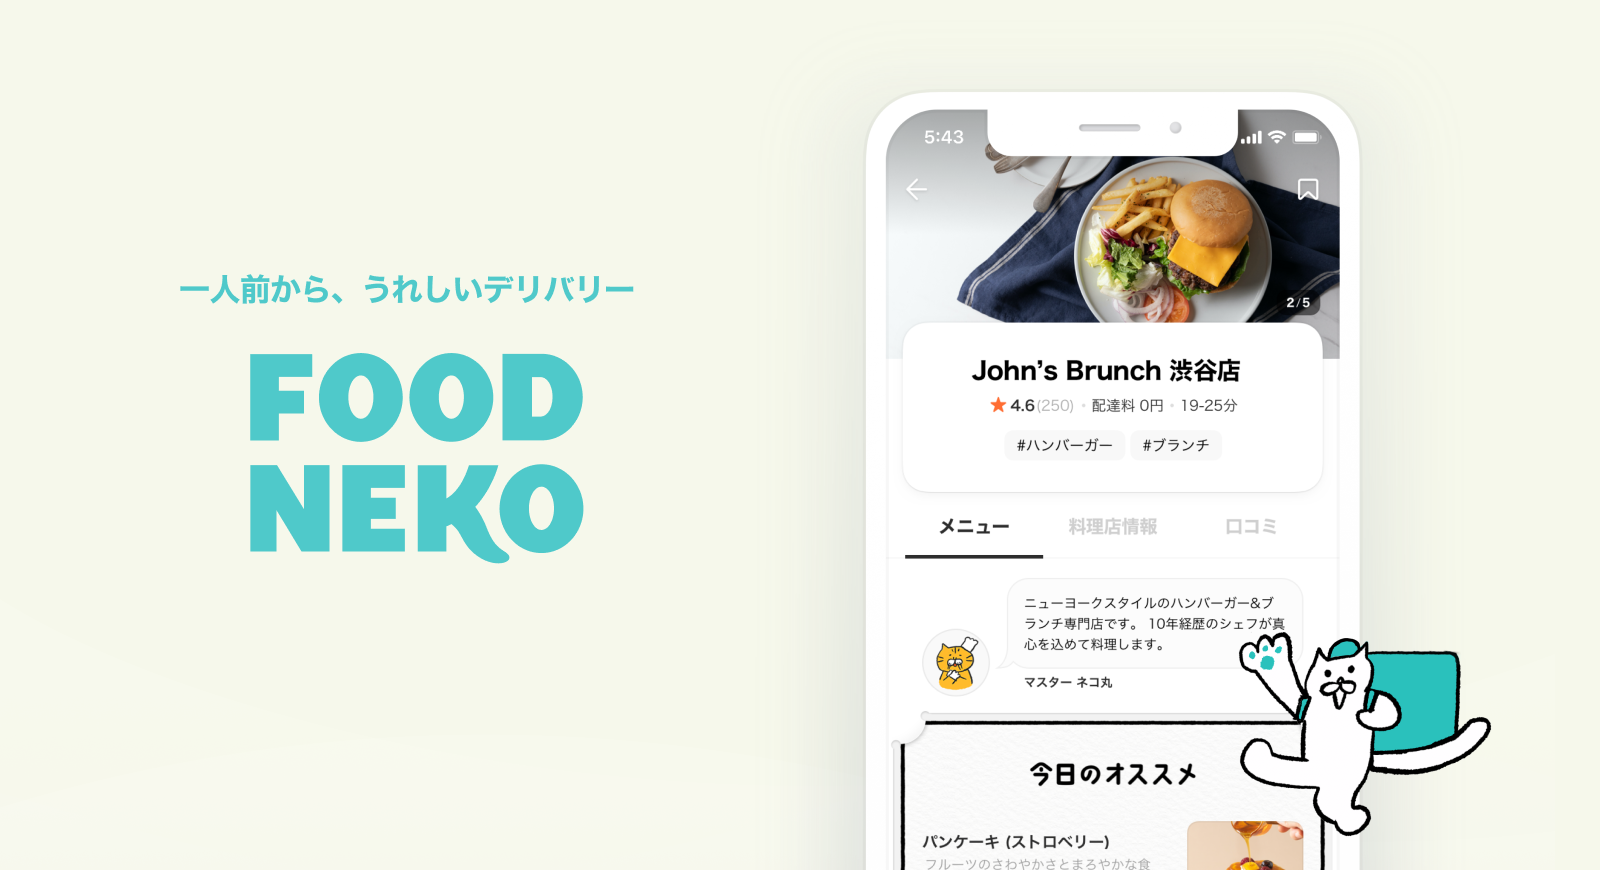 一人前から、うれしいデリバリー
FOOD
NEKO
5:43
2/5
John's Brunch 渋谷店
4.6(250) • 配達料 0円 • 19-25分
#ハンバーガー #ブランチ
メニュー 料理店情報 口コミ
ニューヨークスタイルのハンバーガー&ブ
ランチ専門店です。 10年経歴のシェフが真
心を込めて料理します。
マスター ネコ丸
今日のオススメ
パンケーキ (ストロベリー)
フルーツのさわやかさとまろやかな食